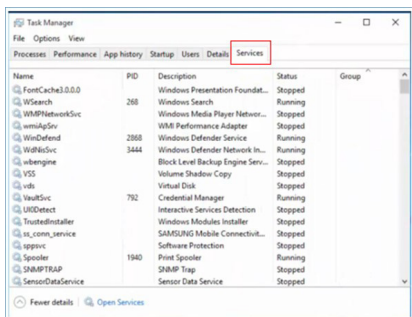 Task Manager
File Options View
Processes Performance App history Startup Users Details Services
Name PID Description Status Group
FontCache3.0.0.0 Windows Presentation Foundat... Stopped
WSearch 268 Windows Search Running
WMPNetworkSvc Windows Media Player Networ... Stopped
wmiApSrv WMI Performance Adapter Stopped
WinDefend 2868 Windows Defender Service Running
WdNisSvc 3444 Windows Defender Network In... Running
wbengine Block Level Backup Engine Serv... Stopped
VSS Volume Shadow Copy Stopped
vds Virtual Disk Stopped
VaultSvc 792 Credential Manager Running
UI0Detect Interactive Services Detection Stopped
TrustedInstaller Windows Modules Installer Stopped
ss_conn_service SAMSUNG Mobile Connectivit... Stopped
sppsvc Software Protection Stopped
Spooler 1940 Print Spooler Running
SNMPTRAP SNMP Trap Stopped
SensorDataService Sensor Data Service Stopped
Fewer details Open Services